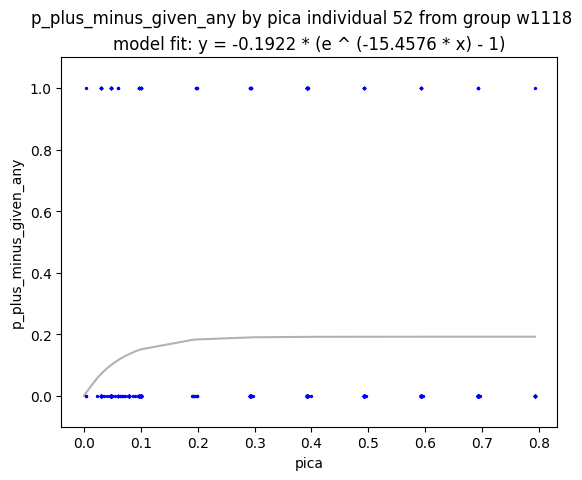 p_plus_minus_given_any by pica individual 52 from group w1118
model fit: y = -0.1922 * (e ^ (-15.4576 * x) - 1)
1.0
0.8
0.6
0.4
0.2
0.0
p_plus_minus_given_any
0.0 0.1 0.2 0.3 0.4 0.5 0.6 0.7 0.8
pica